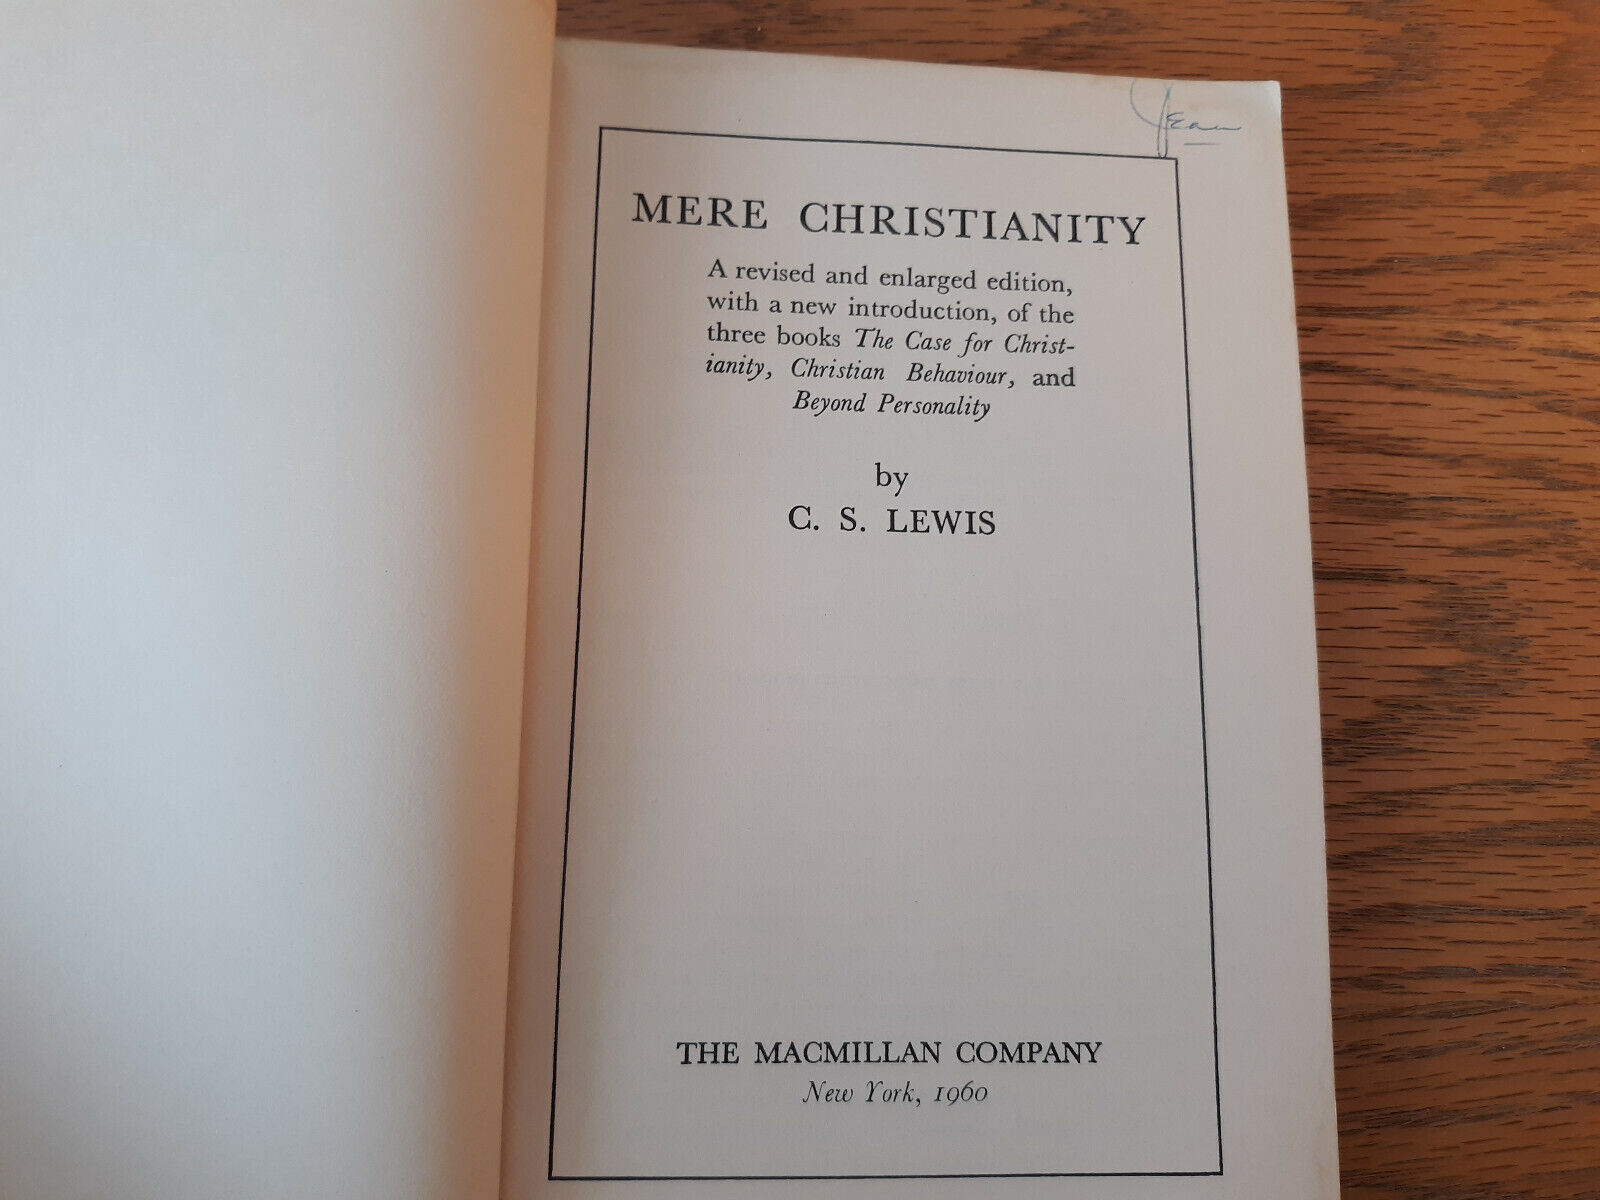 Jean
MERE CHRISTIANITY
A revised and enlarged edition,
with a new introduction, of the
three books The Case for Christ-
ianity, Christian Behaviour, and
Beyond Personality
by
C. S. LEWIS
THE MACMILLAN COMPANY
New York, 1960